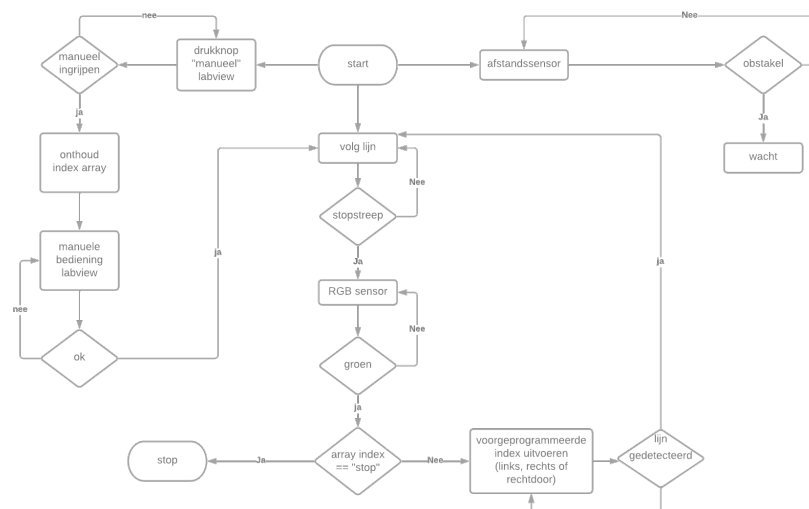 nee
Nee
manueel
ingrijpen
drukknop
"manueel"
labview
start
afstandssensor
obstakel
ja
Ja
onthoud
index array
volg lijn
wacht
Nee
stopstreep
manuele
bediening
labview
ja
Ja
ja
RGB sensor
nee
Nee
ok
groen
ja
stop
Ja
array index
== "stop"
Nee
voorgeprogrammeerde
index uitvoeren
(links, rechts of
rechtdoor)
lijn
gedetecteerd